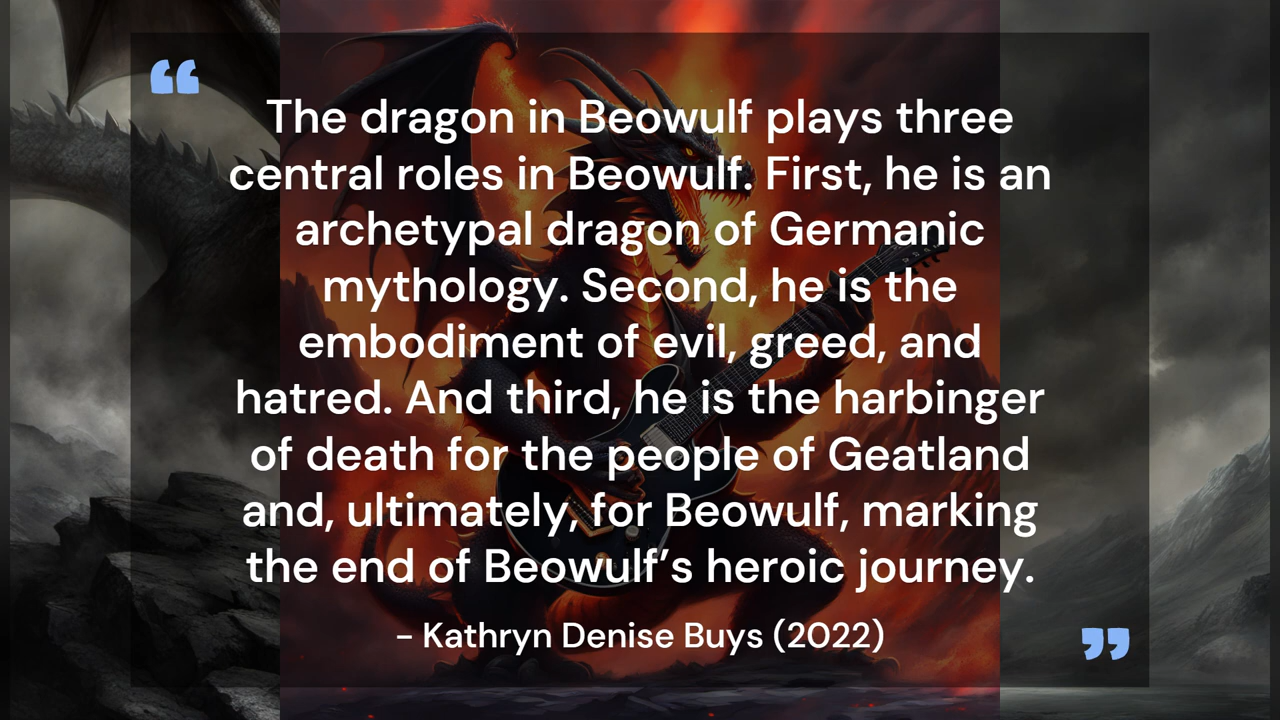 “
The dragon in Beowulf plays three
central roles in Beowulf. First, he is an
archetypal dragon of Germanic
mythology. Second, he is the
embodiment of evil, greed, and
hatred. And third, he is the harbinger
of death for the people of Geatland
and, ultimately, for Beowulf, marking
the end of Beowulf’s heroic journey.
– Kathryn Denise Buys (2022)
”